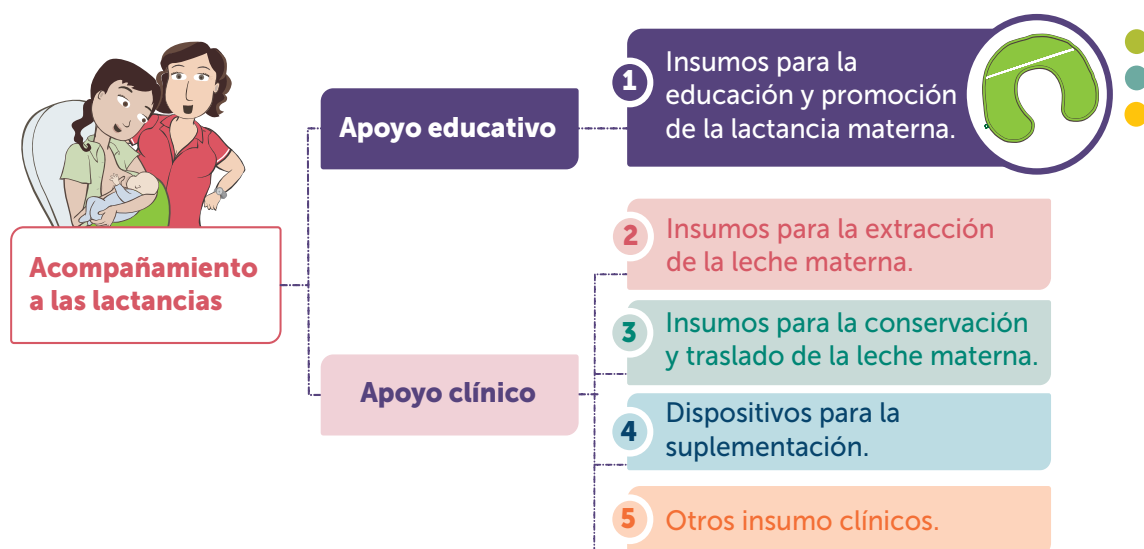 Acompañamiento
a las lactancias
Apoyo educativo
1
Insumos para la
educación y promoción
de la lactancia materna.
Apoyo clínico
2
Insumos para la extracción
de la leche materna.
3
Insumos para la conservación
y traslado de la leche materna.
4
Dispositivos para la
suplementación.
5
Otros insumo clínicos.